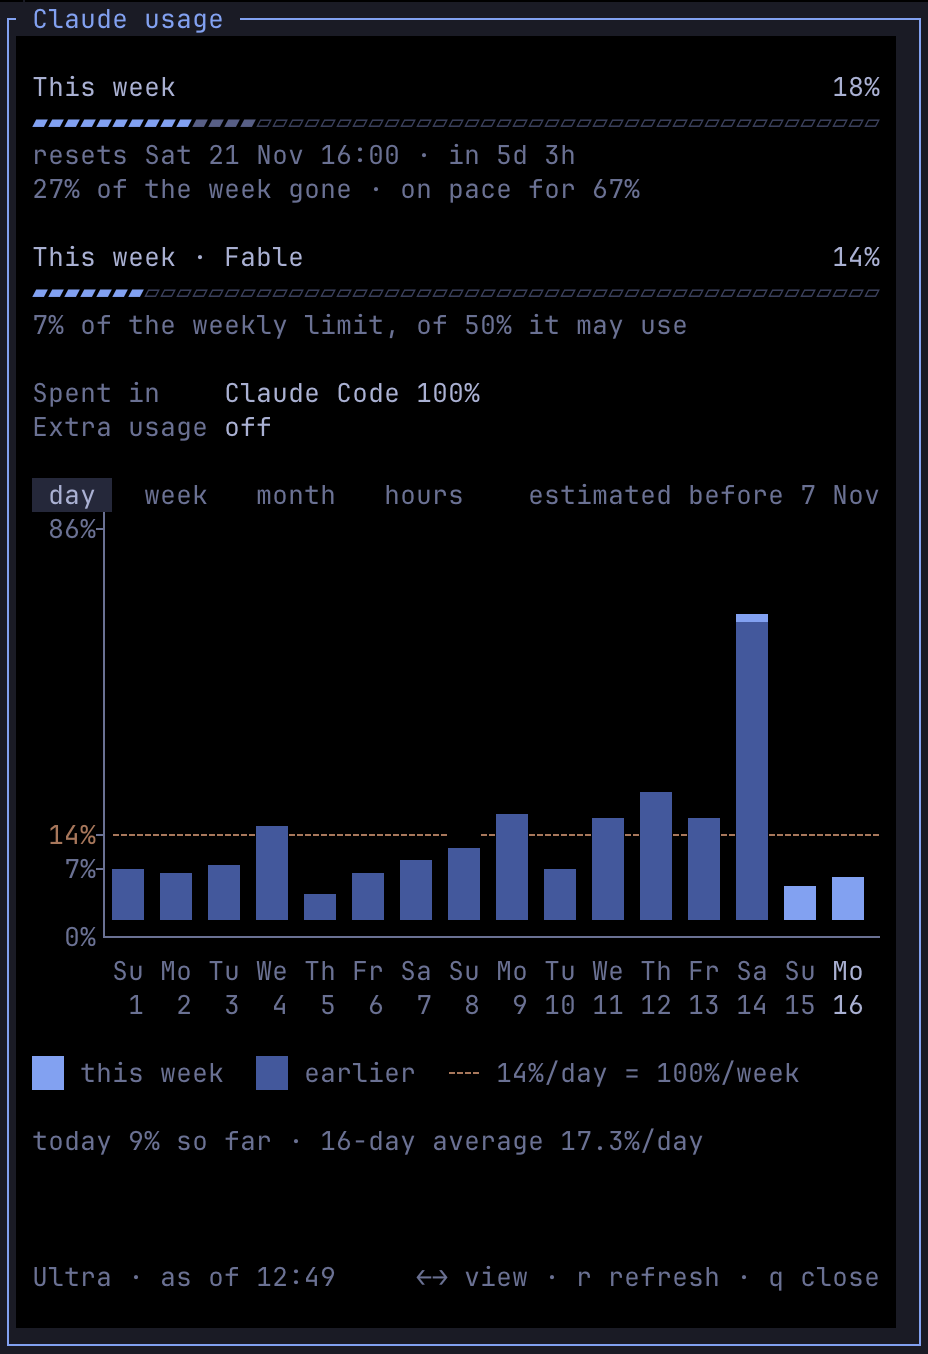 Claude usage
This week 18%
resets Sat 21 Nov 16:00 · in 5d 3h
27% of the week gone · on pace for 67%
This week · Fable 14%
7% of the weekly limit, of 50% it may use
Spent in Claude Code 100%
Extra usage off
day week month hours estimated before 7 Nov
86%
14%
7%
0%
Su Mo Tu We Th Fr Sa Su Mo Tu We Th Fr Sa Su Mo
1 2 3 4 5 6 7 8 9 10 11 12 13 14 15 16
this week earlier 14%/day = 100%/week
today 9% so far · 16-day average 17.3%/day
Ultra · as of 12:49 ↔ view · r refresh · q close